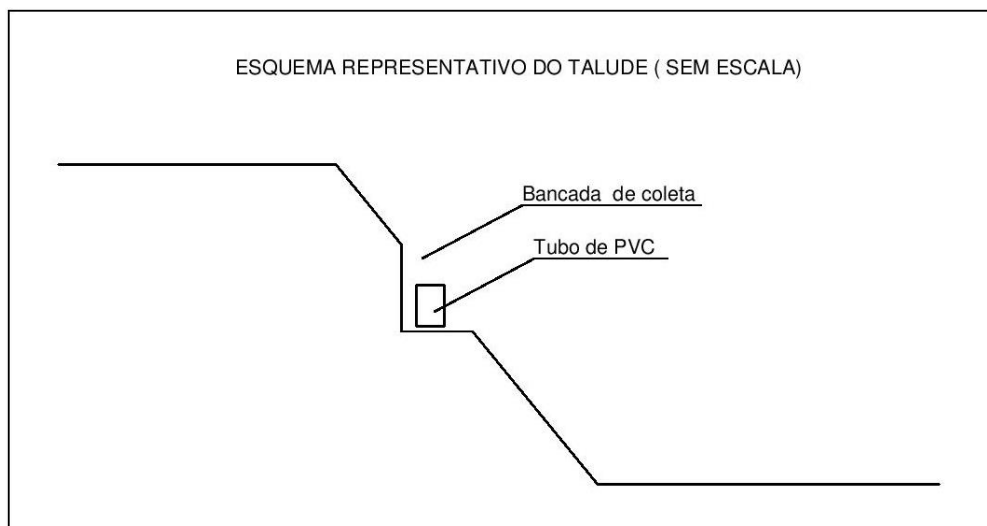 ESQUEMA REPRESENTATIVO DO TALUDE ( SEM ESCALA)
Bancada de coleta
Tubo de PVC